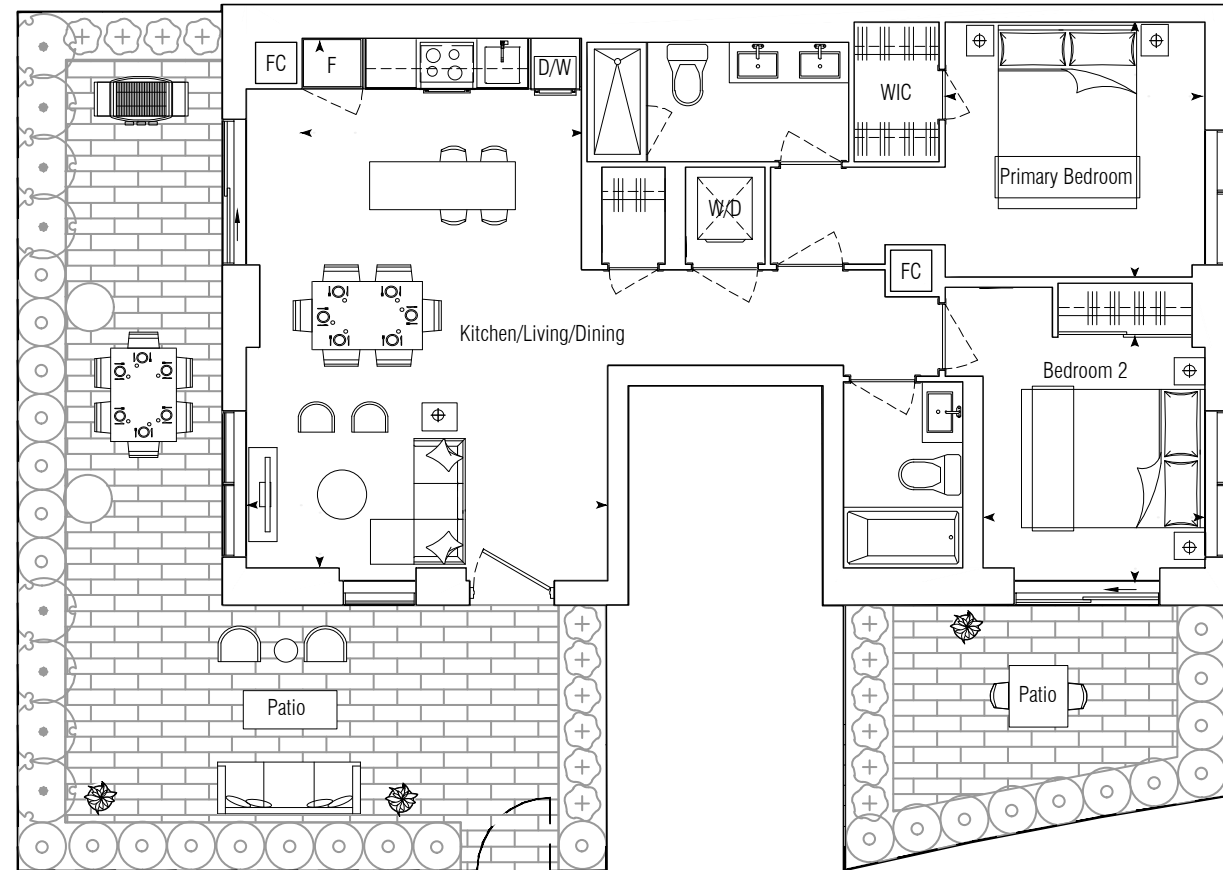 FC
F
D/W
WIC
Primary Bedroom
W/D
FC
Kitchen/Living/Dining
Bedroom 2
Patio
Patio